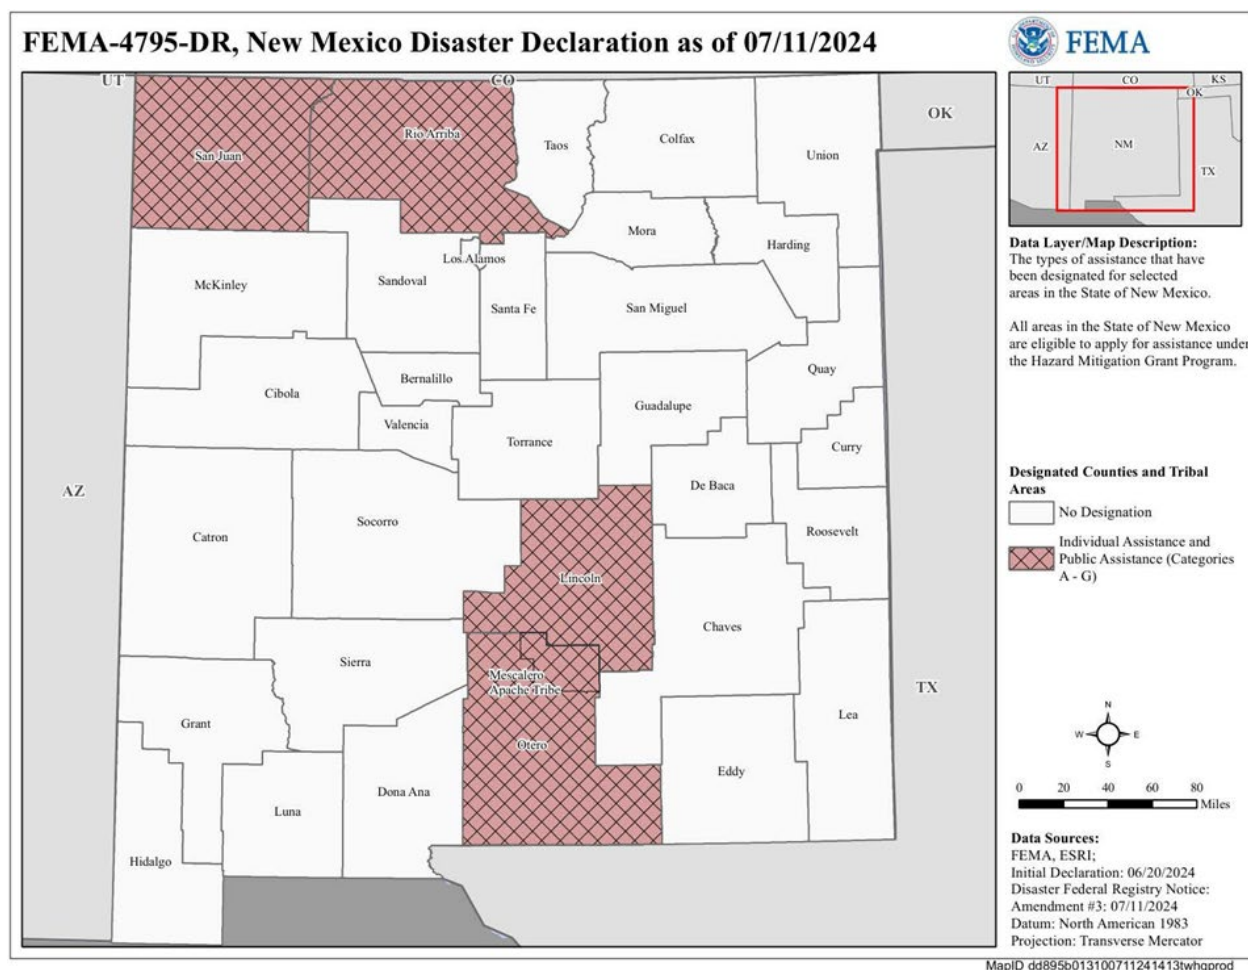 FEMA-4795-DR, New Mexico Disaster Declaration as of 07/11/2024
FEMA
UT
CO
OK
San Juan
Rio Arriba
Taos
Colfax
Union
Mora
Harding
Los Alamos
McKinley
Sandoval
Santa Fe
San Miguel
Quay
Bernalillo
Cibola
Guadalupe
Valencia
Torrance
Curry
De Baca
AZ
Socorro
Catron
Roosevelt
Lincoln
Chaves
Sierra
Mescalero
Apache Tribe
TX
Lea
Grant
Otero
Eddy
Dona Ana
Luna
Hidalgo
UT
CO
KS
OK
AZ
NM
TX
Data Layer/Map Description:
The types of assistance that have
been designated for selected
areas in the State of New Mexico.
All areas in the State of New Mexico
are eligible to apply for assistance under
the Hazard Mitigation Grant Program.
Designated Counties and Tribal
Areas
No Designation
Individual Assistance and
Public Assistance (Categories
A - G)
N
W
E
S
0 20 40 60 80
Miles
Data Sources:
FEMA, ESRI;
Initial Declaration: 06/20/2024
Disaster Federal Registry Notice:
Amendment #3: 07/11/2024
Datum: North American 1983
Projection: Transverse Mercator
MapID dd895b013100711241413twhqprod